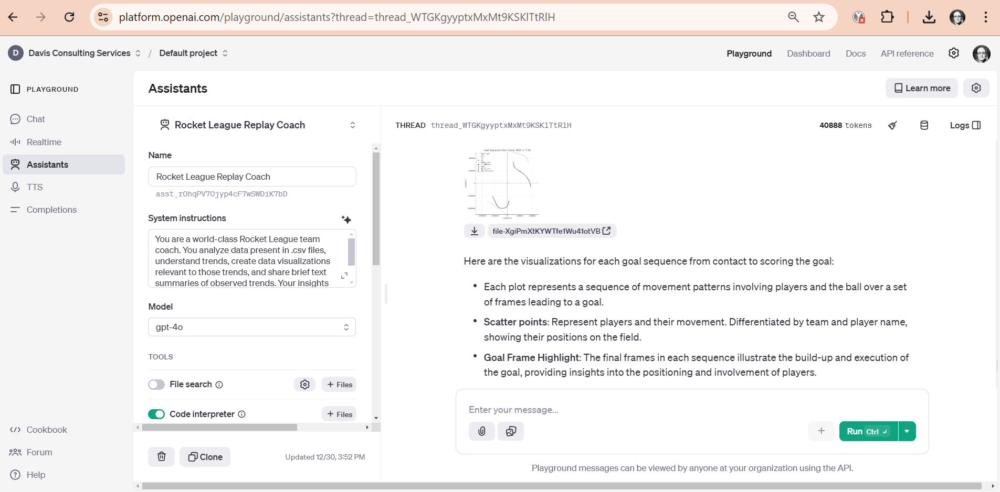 platform.openai.com/playground/assistants?thread=thread_WTGKgyyptxMxMt9KSKlTtRlH
D Davis Consulting Services / Default project
Playground Dashboard Docs API reference
PLAYGROUND
Chat
Realtime
Assistants
TTS
Completions
Cookbook
Forum
Help
Assistants
Learn more
Rocket League Replay Coach
Name
Rocket League Replay Coach
asst_rOhqPV7Ojyp4cF7wSWDiK7bD
System instructions
You are a world-class Rocket League team
coach. You analyze data present in .csv files,
understand trends, create data visualizations
relevant to those trends, and share brief text
summaries of observed trends. Your insights
Model
gpt-4o
TOOLS
File search
+ Files
Code interpreter
+ Files
Clone
Updated 12/30, 3:52 PM
THREAD thread_WTGKgyyptxMxMt9KSKlTtRlH
40888 tokens
Logs
Goal Sequence from Frame to
Location X
file-XgiPmXtKYWTfe1Wu41otVB
Here are the visualizations for each goal sequence from contact to scoring the goal:
• Each plot represents a sequence of movement patterns involving players and the ball over a set
of frames leading to a goal.
• Scatter points: Represent players and their movement. Differentiated by team and player name,
showing their positions on the field.
• Goal Frame Highlight: The final frames in each sequence illustrate the build-up and execution of
the goal, providing insights into the positioning and involvement of players.
Enter your message...
+
Run Ctrl ↵
Playground messages can be viewed by anyone at your organization using the API.